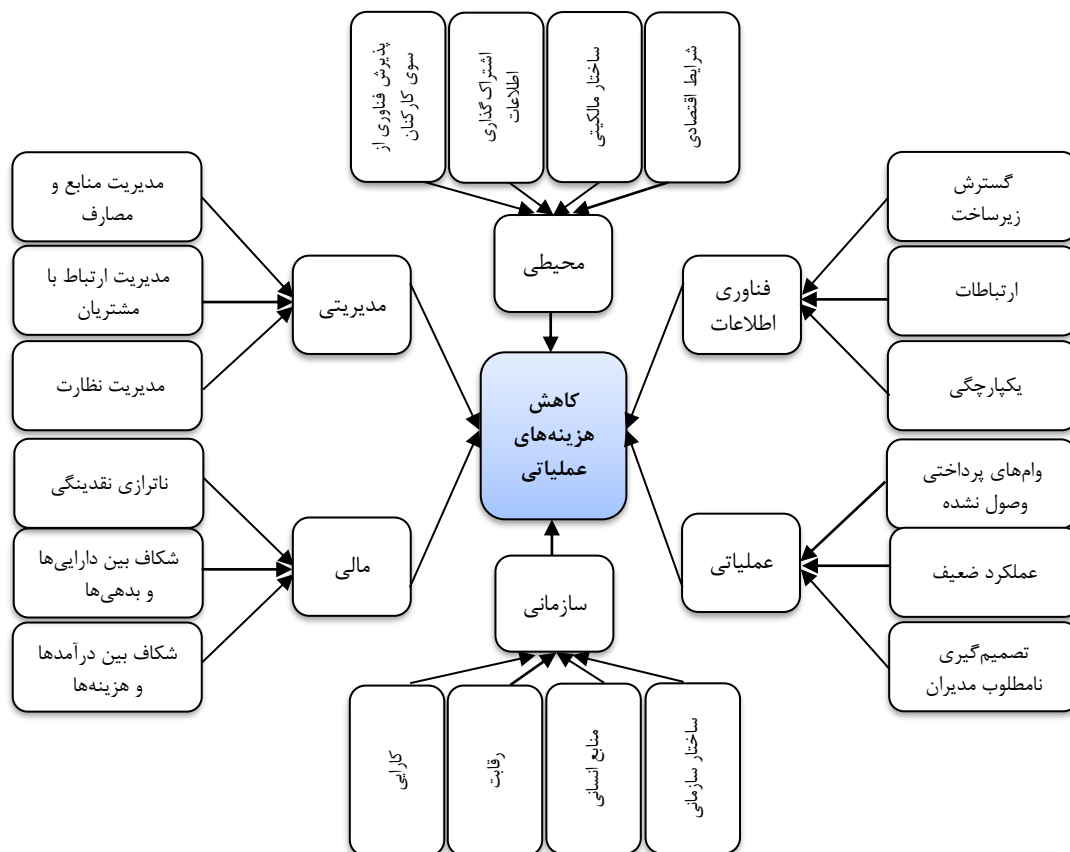 شرایط اقتصادی
ساختار مالکیتی
اشتراک‌گذاری
اطلاعات
پذیرش فناوری از
سوی کارکنان
محیطی
گسترش
زیرساخت
ارتباطات
یکپارچگی
فناوری
اطلاعات
مدیریت منابع و
مصارف
مدیریت ارتباط با
مشتریان
مدیریت نظارت
مدیریتی
کاهش
هزینه‌های
عملیاتی
وام‌های پرداختی
وصول نشده
عملکرد ضعیف
تصمیم‌گیری
نامطلوب مدیران
عملیاتی
ناترازی نقدینگی
شکاف بین دارایی‌ها
و بدهی‌ها
شکاف بین درآمدها
و هزینه‌ها
مالی
سازمانی
ساختار سازمانی
منابع انسانی
رقابت
کارایی